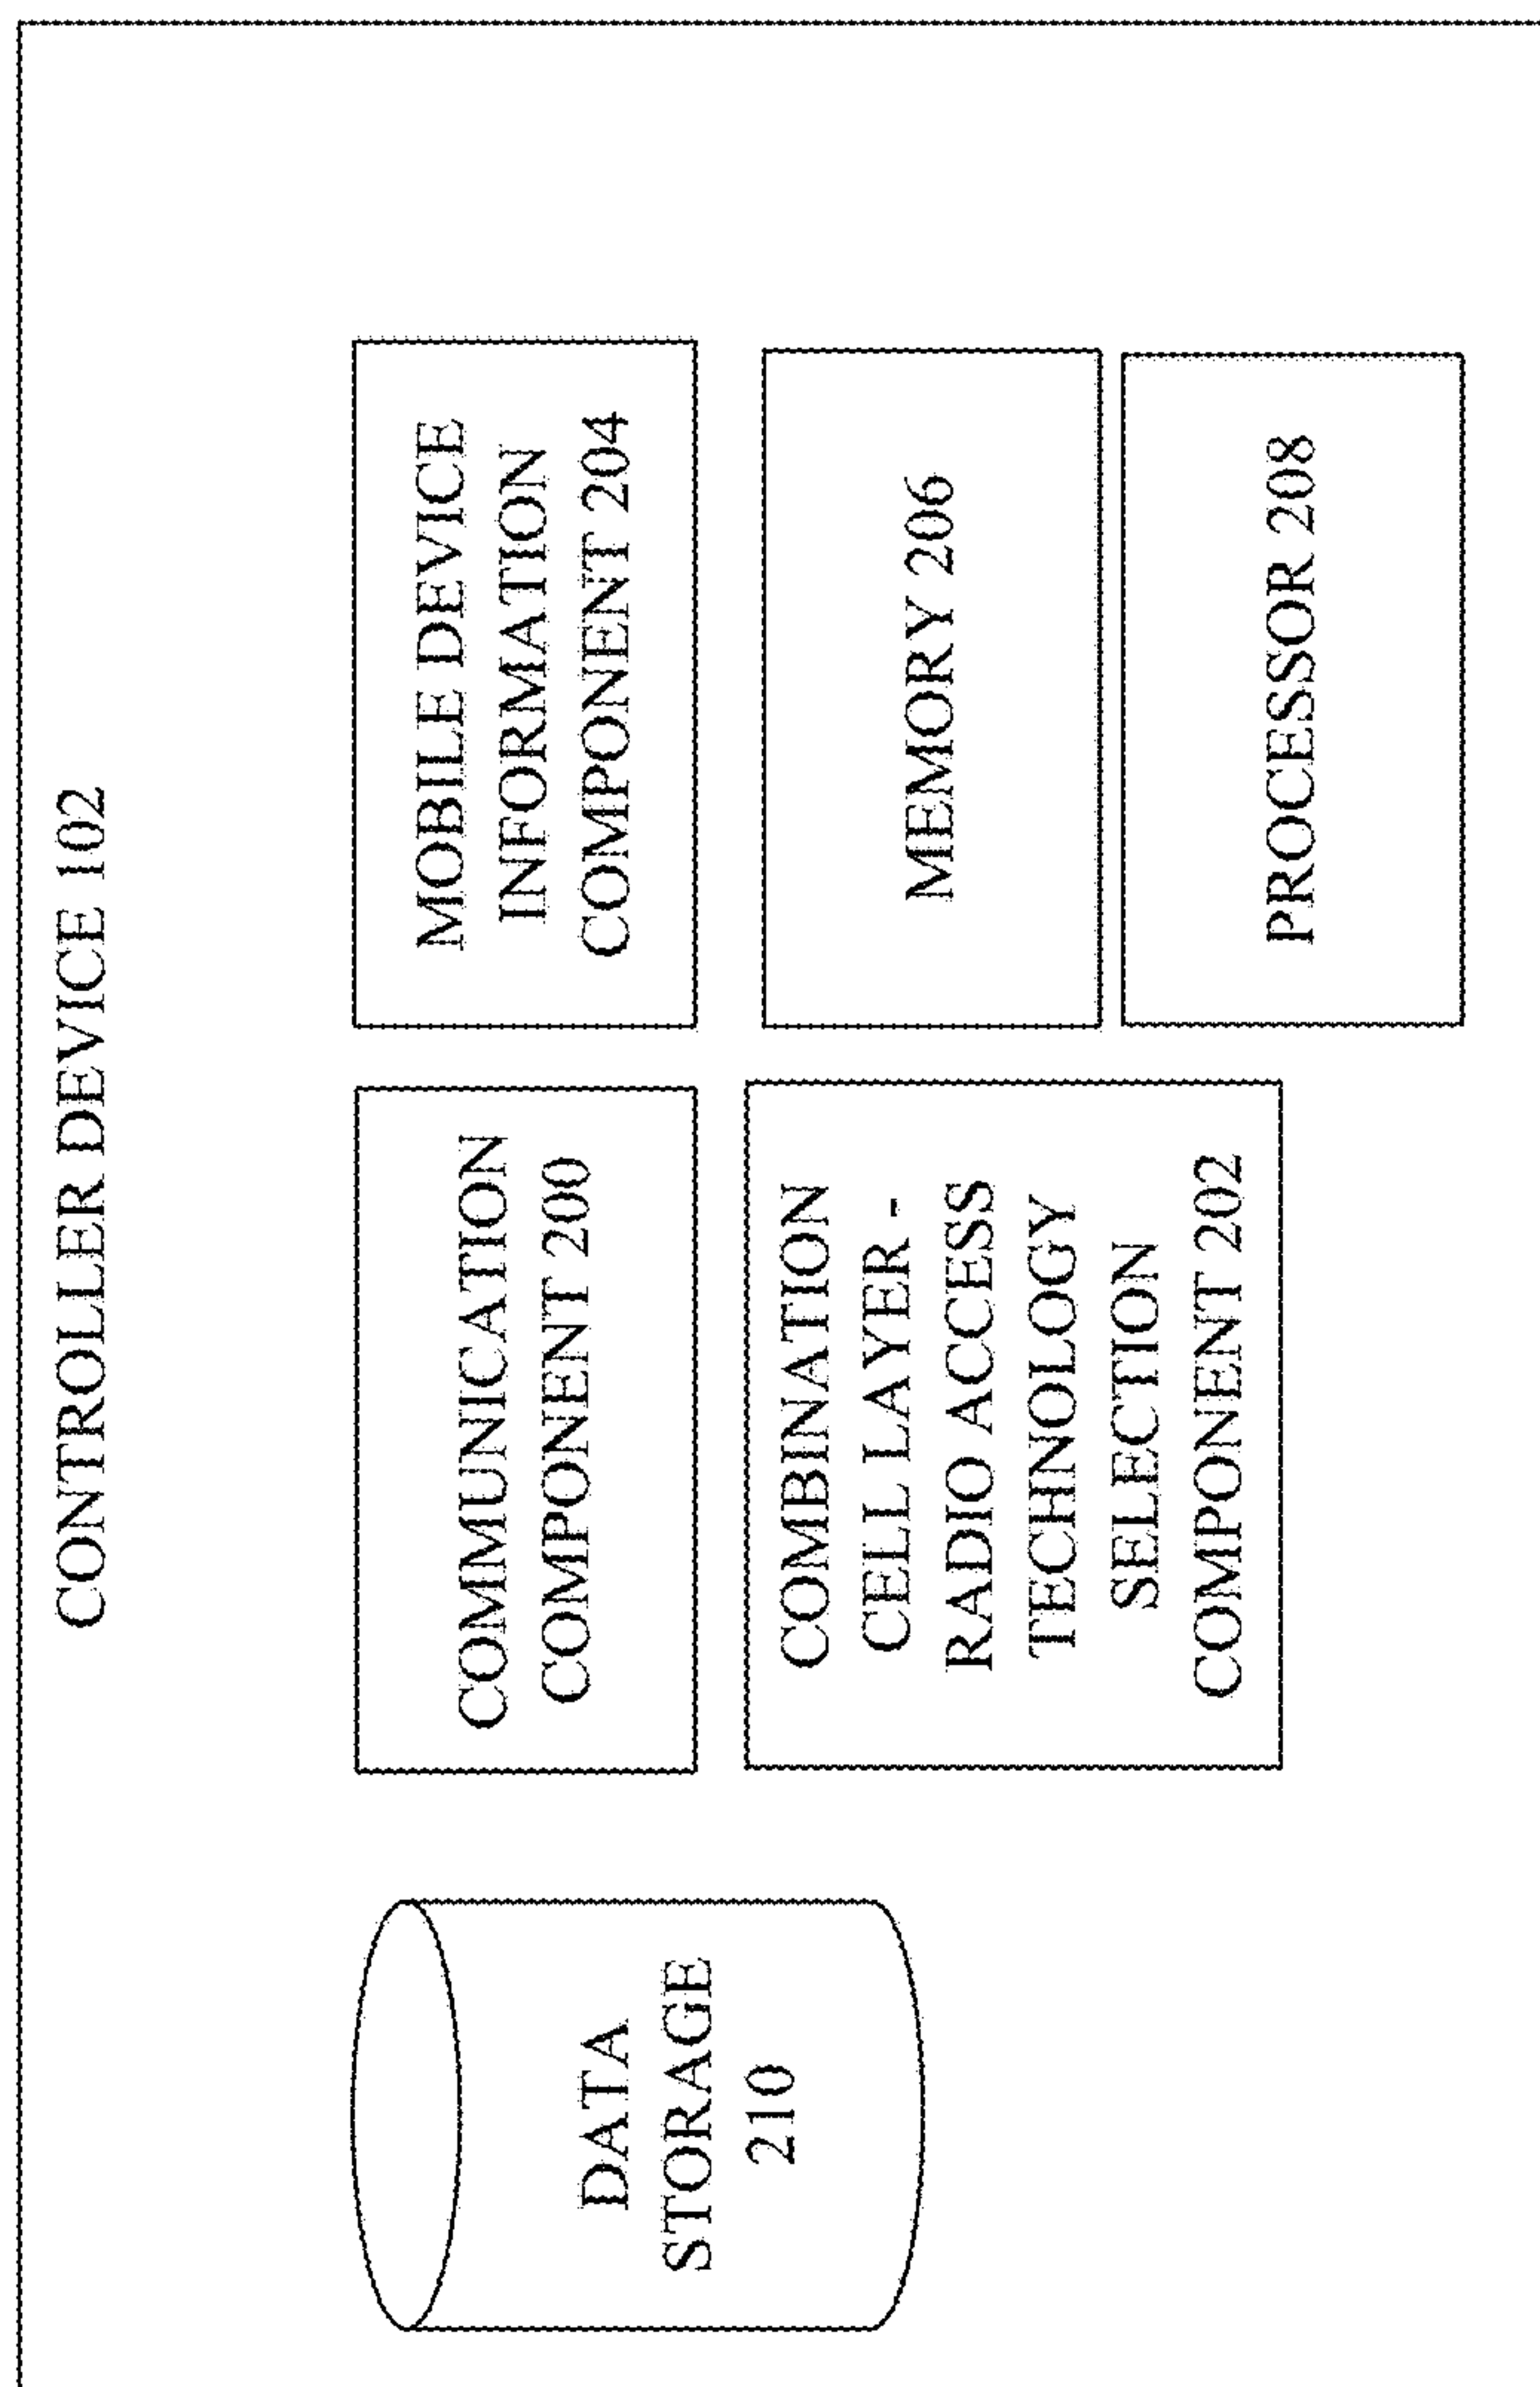 CONTROLLER DEVICE 102
DATA
STORAGE
210
COMMUNICATION
COMPONENT 200
COMBINATION
CELL LAYER -
RADIO ACCESS
TECHNOLOGY
SELECTION
COMPONENT 202
MOBILE DEVICE
INFORMATION
COMPONENT 204
MEMORY 206
PROCESSOR 208